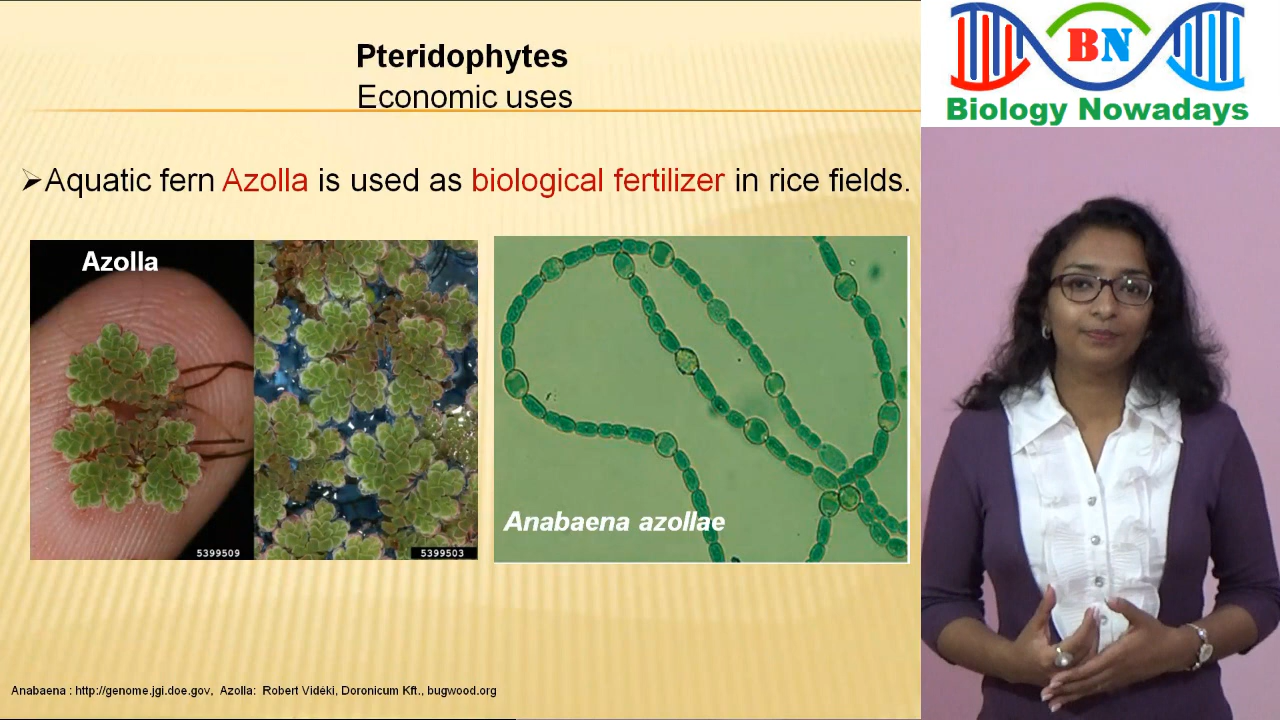 Pteridophytes
Economic uses
BN
Biology Nowadays
➢Aquatic fern Azolla is used as biological fertilizer in rice fields.
Azolla
5399509
5399503
Anabaena azollae
Anabaena : http://genome.jgi.doe.gov, Azolla: Robert Vidéki, Doronicum Kft., bugwood.org